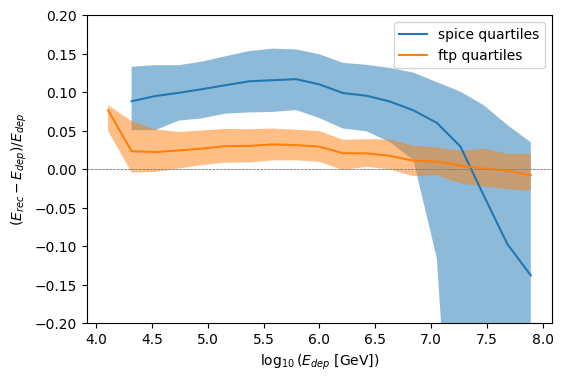 spice quartiles
ftp quartiles
0.20
0.15
0.10
0.05
0.00
−0.05
−0.10
−0.15
−0.20
(E_rec − E_dep)/E_dep
4.0 4.5 5.0 5.5 6.0 6.5 7.0 7.5 8.0
log₁₀(E_dep [GeV])